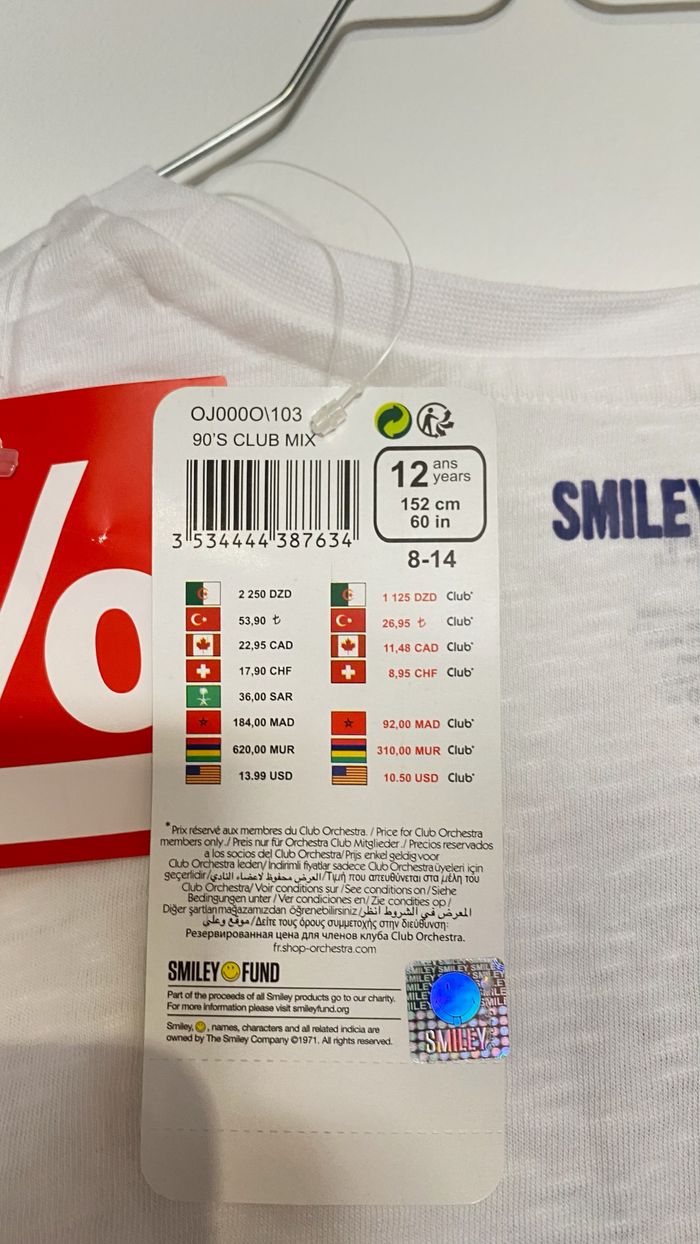 OJ000O\103
90'S CLUB MIX
12 ans years
152 cm
60 in
3 534444 387634
8-14
SMILEY
%
2 250 DZD 1 125 DZD Club*
53,90 ₺ 26,95 ₺ Club*
22,95 CAD 11,48 CAD Club*
17,90 CHF 8,95 CHF Club*
36,00 SAR
184,00 MAD 92,00 MAD Club*
620,00 MUR 310,00 MUR Club*
13.99 USD 10.50 USD Club*
*Prix réservé aux membres du Club Orchestra. / Price for Club Orchestra
members only./ Preis nur für Orchestra Club Mitglieder./ Precios reservados
a los socios del Club Orchestra/ Prijs enkel geldig voor
Club Orchestra leden/ İndirimli fiyatlar sadece Club Orchestra üyeleri için
geçerlidir/العرض محفوظ لاعضاء النادي/Τιμή που απευθύνεται στα μέλη του
Club Orchestra/ Voir conditions sur /See conditions on/Siehe
Bedingungen unter / Ver condiciones en/ Zie condities op/
Diğer şartları mağazamızdan öğrenebilirsiniz/المعرض في الشروط انظر
موقع وعلى/Δείτε τους όρους συμμετοχής στην διεύθυνση:
Резервированная цена для членов клуба Club Orchestra.
fr.shop-orchestra.com
SMILEY FUND
Part of the proceeds of all Smiley products go to our charity.
For more information please visit smileyfund.org
Smiley, , names, characters and all related indicia are
owned by The Smiley Company ©1971. All rights reserved.
SMILEY SMILEY SMILEY
SMILEY